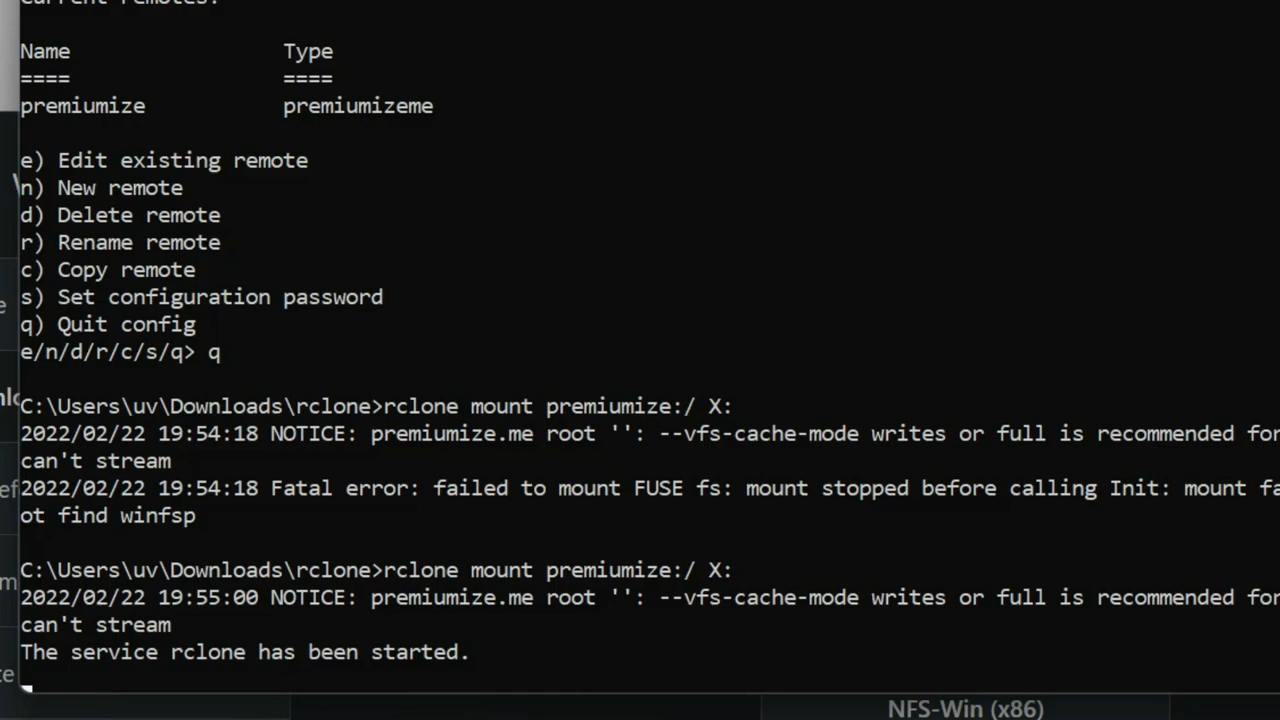 Current remotes:
Name Type
==== ====
premiumize premiumizeme
e) Edit existing remote
n) New remote
d) Delete remote
r) Rename remote
c) Copy remote
s) Set configuration password
q) Quit config
e/n/d/r/c/s/q> q
C:\Users\uv\Downloads\rclone>rclone mount premiumize:/ X:
2022/02/22 19:54:18 NOTICE: premiumize.me root '': --vfs-cache-mode writes or full is recommended for
can't stream
2022/02/22 19:54:18 Fatal error: failed to mount FUSE fs: mount stopped before calling Init: mount fa
ot find winfsp
C:\Users\uv\Downloads\rclone>rclone mount premiumize:/ X:
2022/02/22 19:55:00 NOTICE: premiumize.me root '': --vfs-cache-mode writes or full is recommended for
can't stream
The service rclone has been started.
NFS-Win (x86)